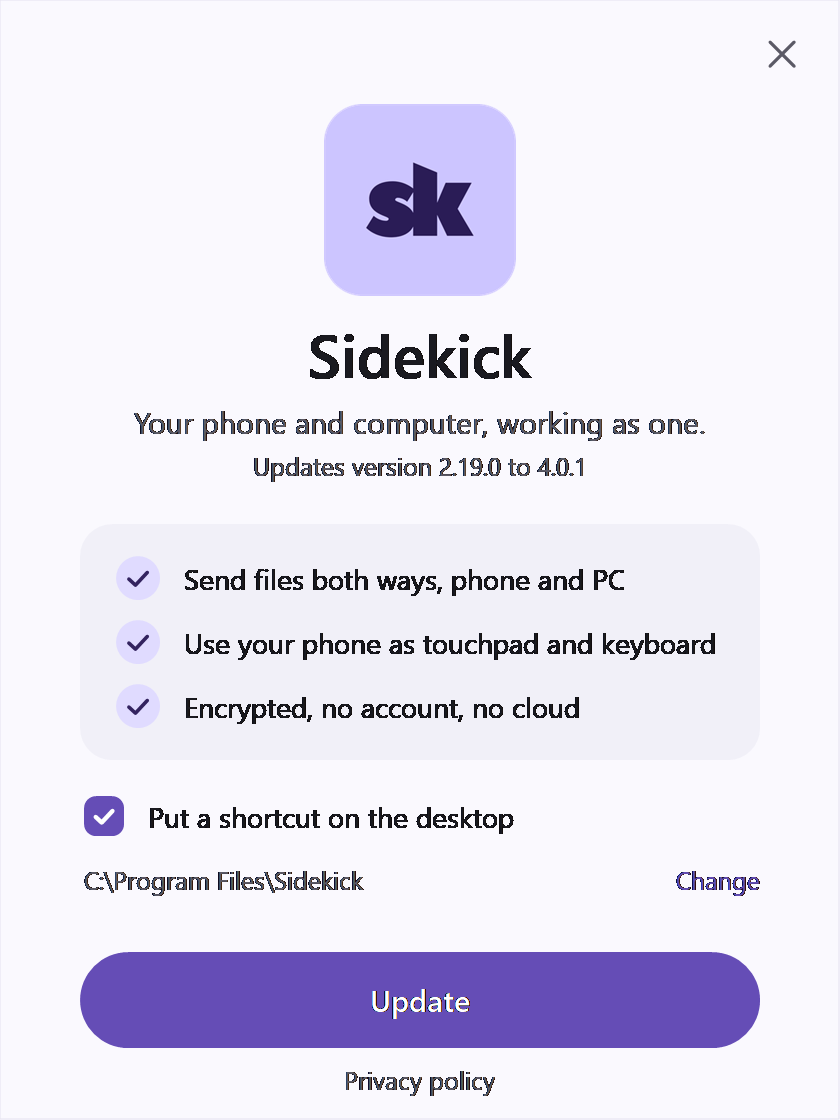 sk
Sidekick
Your phone and computer, working as one.
Updates version 2.19.0 to 4.0.1
Send files both ways, phone and PC
Use your phone as touchpad and keyboard
Encrypted, no account, no cloud
Put a shortcut on the desktop
C:\Program Files\Sidekick
Change
Update
Privacy policy